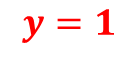 y = 1